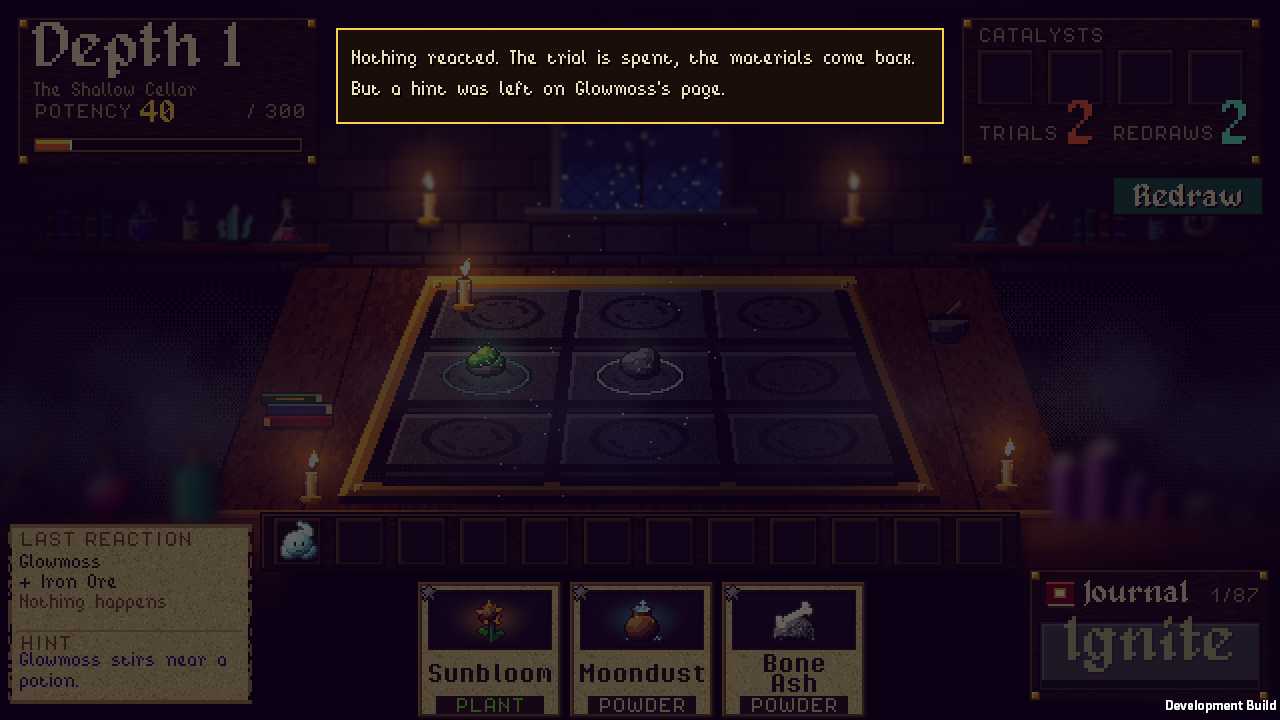 Depth 1
The Shallow Cellar
POTENCY 40 / 300
Nothing reacted. The trial is spent, the materials come back.
But a hint was left on Glowmoss's page.
CATALYSTS
TRIALS 2 REDRAWS 2
Redraw
LAST REACTION
Glowmoss
+ Iron Ore
Nothing happens
HINT
Glowmoss stirs near a
potion.
Sunbloom
PLANT
Moondust
POWDER
Bone
Ash
POWDER
Journal 1/87
Ignite
Development Build